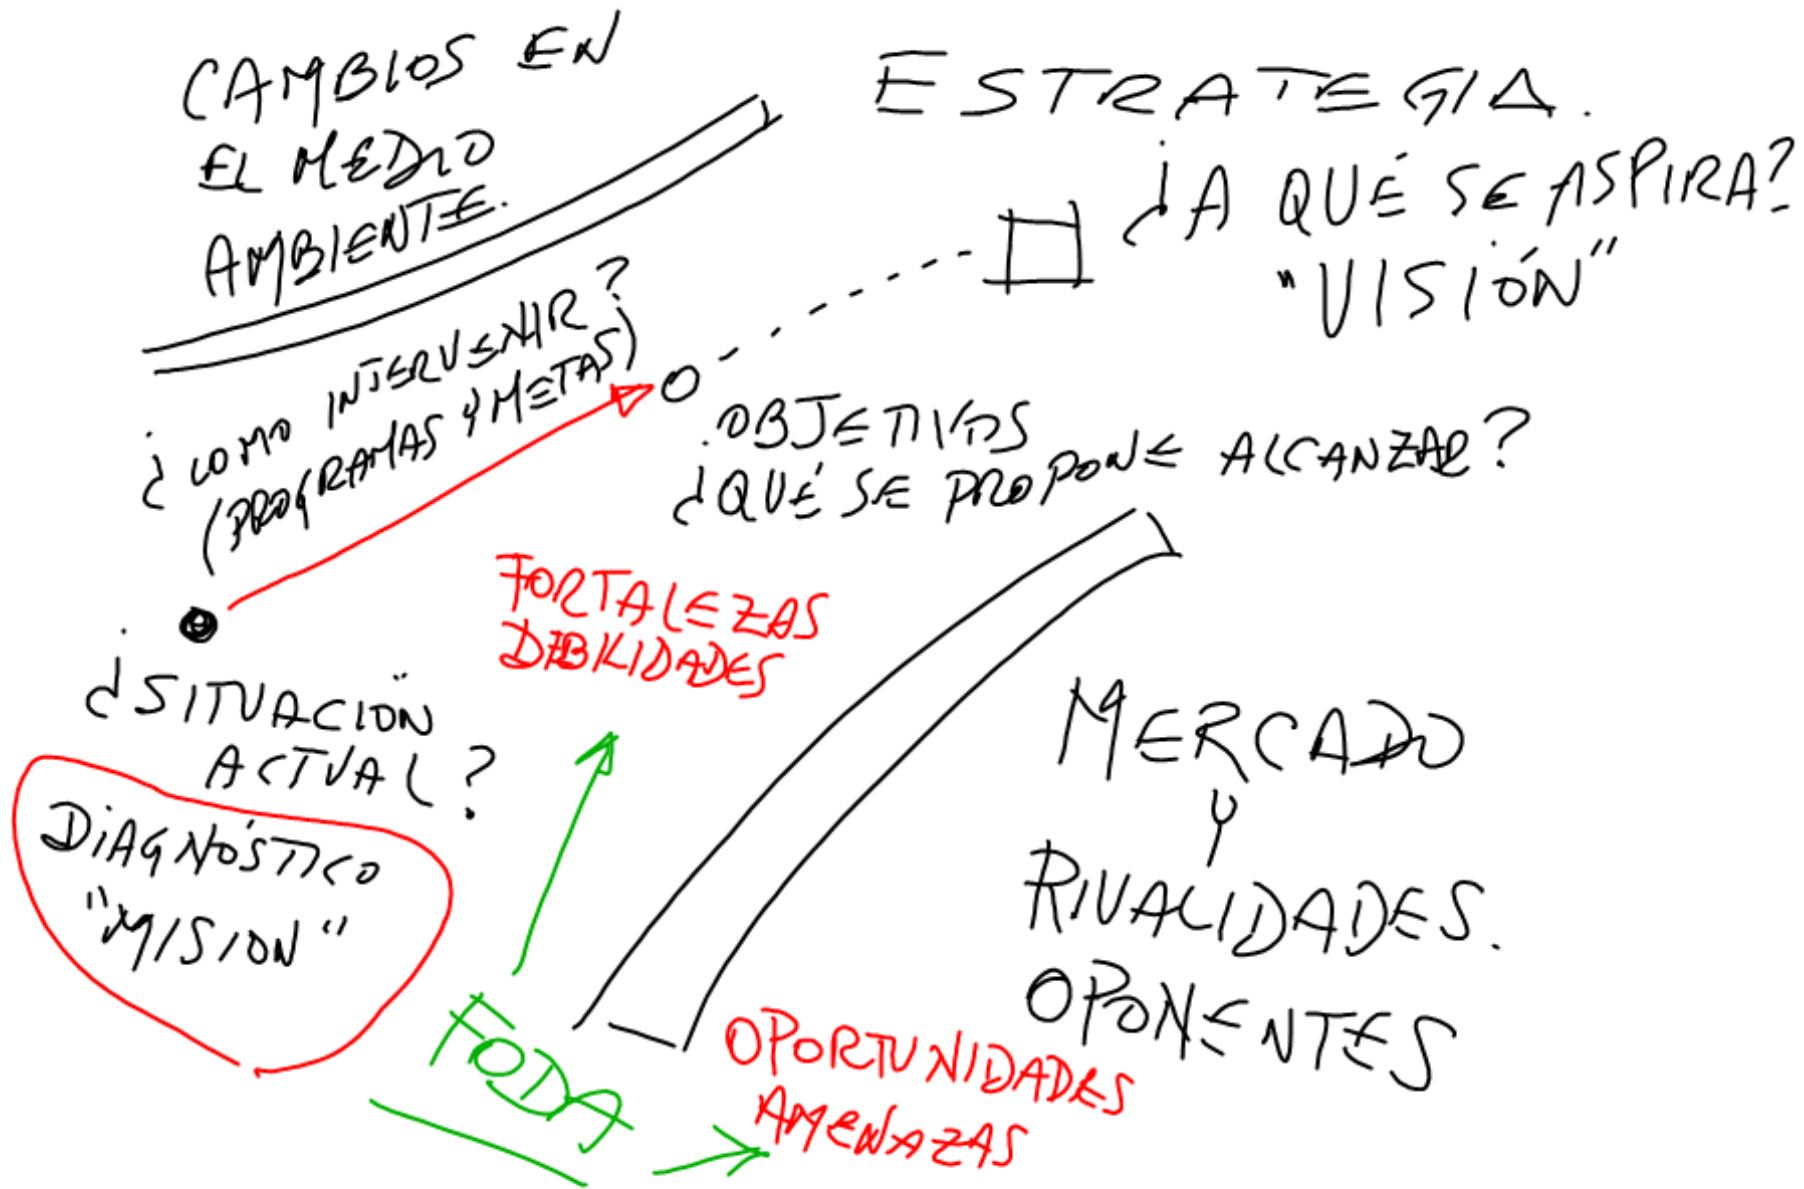 CAMBIOS EN
EL MEDIO
AMBIENTE.
ESTRATEGIA.
¿A QUÉ SE ASPIRA?
"VISIÓN"
¿COMO INTERVENIR?
(PROGRAMAS Y METAS)
.OBJETIVOS
¿QUÉ SE PROPONE ALCANZAR?
FORTALEZAS
DEBILIDADES
¿SITUACIÓN
ACTUAL?
DIAGNÓSTICO
"MISION"
MERCADO
Y
RIVALIDADES.
OPONENTES
FODA
OPORTUNIDADES
AMENAZAS